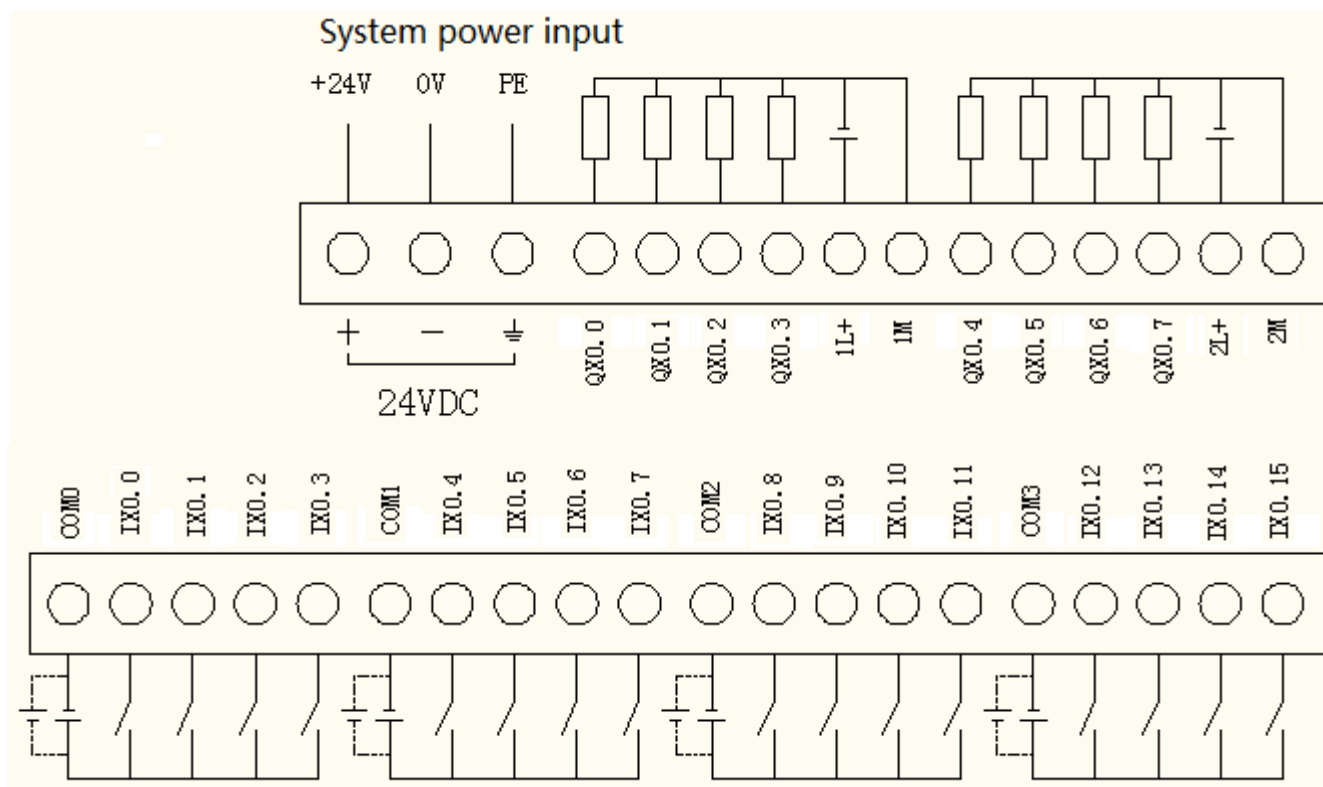 System power input
+24V 0V PE
+ −
QX0.0 QX0.1 QX0.2 QX0.3 1L+ 1M QX0.4 QX0.5 QX0.6 QX0.7 2L+ 2M
24VDC
COM0 IX0.0 IX0.1 IX0.2 IX0.3 COM1 IX0.4 IX0.5 IX0.6 IX0.7 COM2 IX0.8 IX0.9 IX0.10 IX0.11 COM3 IX0.12 IX0.13 IX0.14 IX0.15